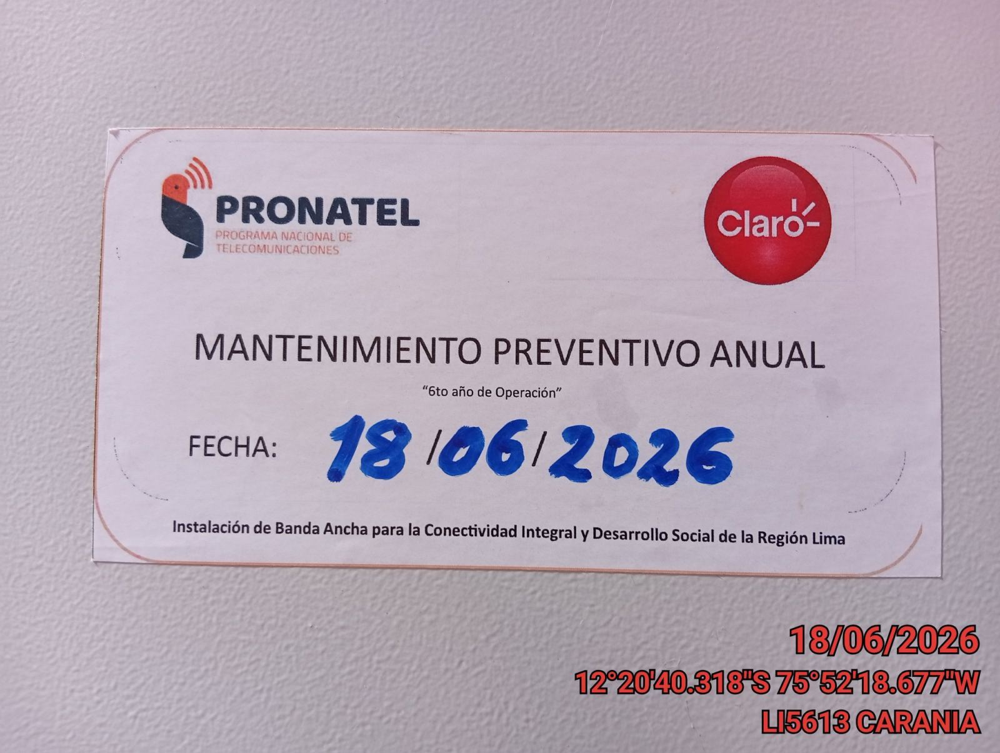 PRONATEL
PROGRAMA NACIONAL DE
TELECOMUNICACIONES
Claro
MANTENIMIENTO PREVENTIVO ANUAL
“6to año de Operación”
FECHA: 18/06/2026
Instalación de Banda Ancha para la Conectividad Integral y Desarrollo Social de la Región Lima
18/06/2026
12°20'40.318"S 75°52'18.677"W
LI5613 CARANIA